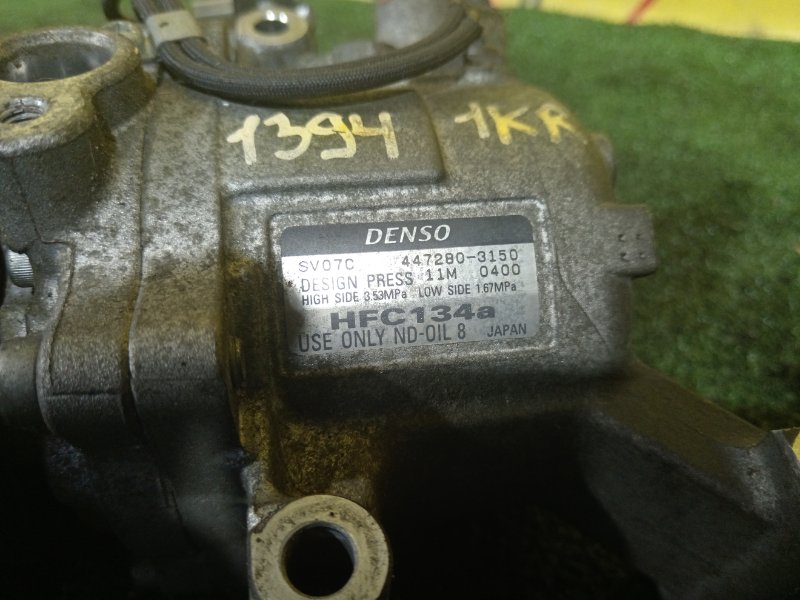 1394 1KR
DENSO
SV07C 447280-3150
DESIGN PRESS 11M 0400
HIGH SIDE 3.53MPa LOW SIDE 1.67MPa
HFC134a
USE ONLY ND-OIL 8 JAPAN